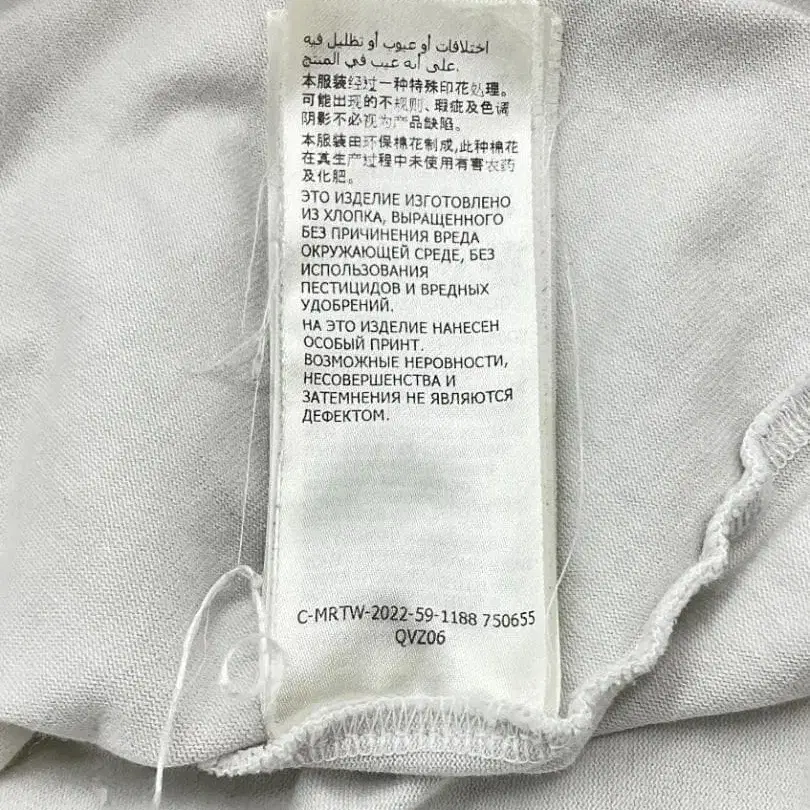 اختلافات أو عيوب أو تظليل فيه
على أنه عيب في المنتج.
本服装经过一种特殊印花处理。
可能出现的不规则、瑕疵及色调
阴影不必视为产品缺陷。
本服装由环保棉花制成,此种棉花
在其生产过程中未使用有害农药
及化肥。
ЭТО ИЗДЕЛИЕ ИЗГОТОВЛЕНО
ИЗ ХЛОПКА, ВЫРАЩЕННОГО
БЕЗ ПРИЧИНЕНИЯ ВРЕДА
ОКРУЖАЮЩЕЙ СРЕДЕ, БЕЗ
ИСПОЛЬЗОВАНИЯ
ПЕСТИЦИДОВ И ВРЕДНЫХ
УДОБРЕНИЙ.
НА ЭТО ИЗДЕЛИЕ НАНЕСЕН
ОСОБЫЙ ПРИНТ.
ВОЗМОЖНЫЕ НЕРОВНОСТИ,
НЕСОВЕРШЕНСТВА И
ЗАТЕМНЕНИЯ НЕ ЯВЛЯЮТСЯ
ДЕФЕКТОМ.
C-MRTW-2022-59-1188 750655
QVZ06